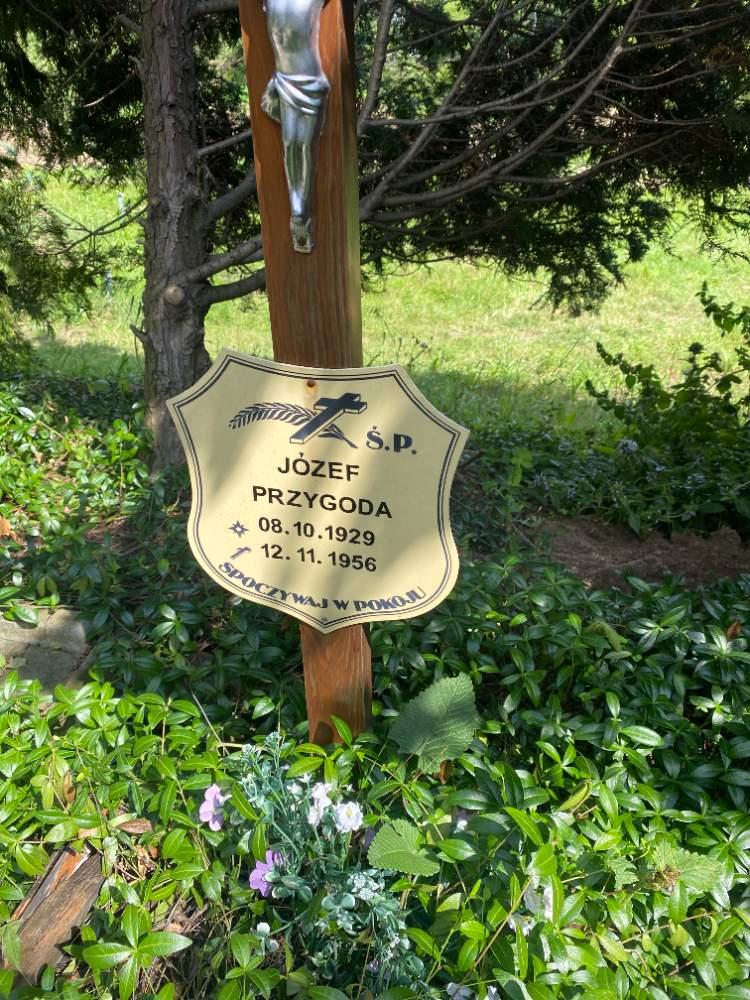 Ś.P.
JÓZEF
PRZYGODA
08.10.1929
12.11.1956
SPOCZYWAJ W POKOJU